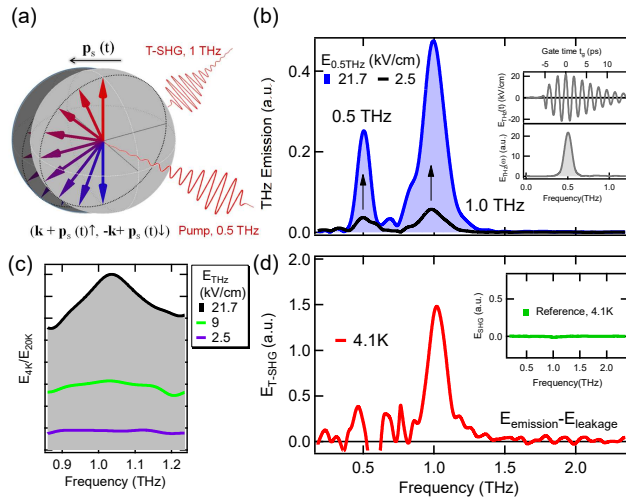 (a)
p_s (t)
T-SHG, 1 THz
(k + p_s (t)↑, -k+ p_s (t)↓)
Pump, 0.5 THz
(b)
THz Emission (a.u.)
0.4
0.2
0.0
E_0.5THz (kV/cm)
21.7 2.5
0.5 THz
1.0 THz
Gate time t_g (ps)
-5 0 5 10
E_THz(t) (kV/cm)
20
0
-20
E_THz(ω) (a.u.)
20
10
0
0.0 0.5 1.0
Frequency(THz)
(c)
E_4K/E_20K
0.9 1.0 1.1 1.2
Frequency (THz)
E_THz
(kV/cm)
21.7
9
2.5
(d)
E_T-SHG (a.u.)
2.0
1.5
1.0
0.5
0.0
4.1K
E_emission-E_leakage
0.5 1.0 1.5 2.0
Frequency (THz)
E_SHG (a.u.)
0.5
0.0
Reference, 4.1K
0.5 1.0 1.5 2.0
Frequency(THz)